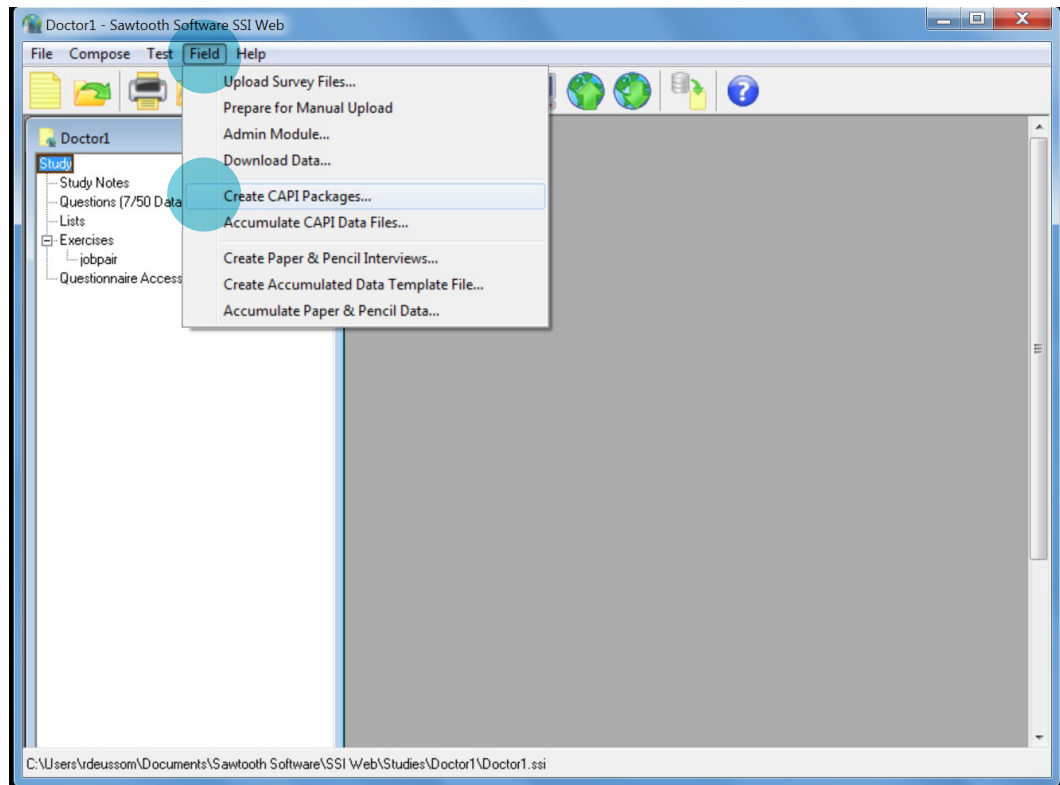 Doctor1 - Sawtooth Software SSI Web
File Compose Test Field Help
Upload Survey Files...
Prepare for Manual Upload
Admin Module...
Download Data...
Create CAPI Packages...
Accumulate CAPI Data Files...
Create Paper & Pencil Interviews...
Create Accumulated Data Template File...
Accumulate Paper & Pencil Data...
Doctor1
Study
Study Notes
Questions (7/50 Data
Lists
Exercises
jobpair
Questionnaire Access
C:\Users\rdeussom\Documents\Sawtooth Software\SSI Web\Studies\Doctor1\Doctor1.ssi